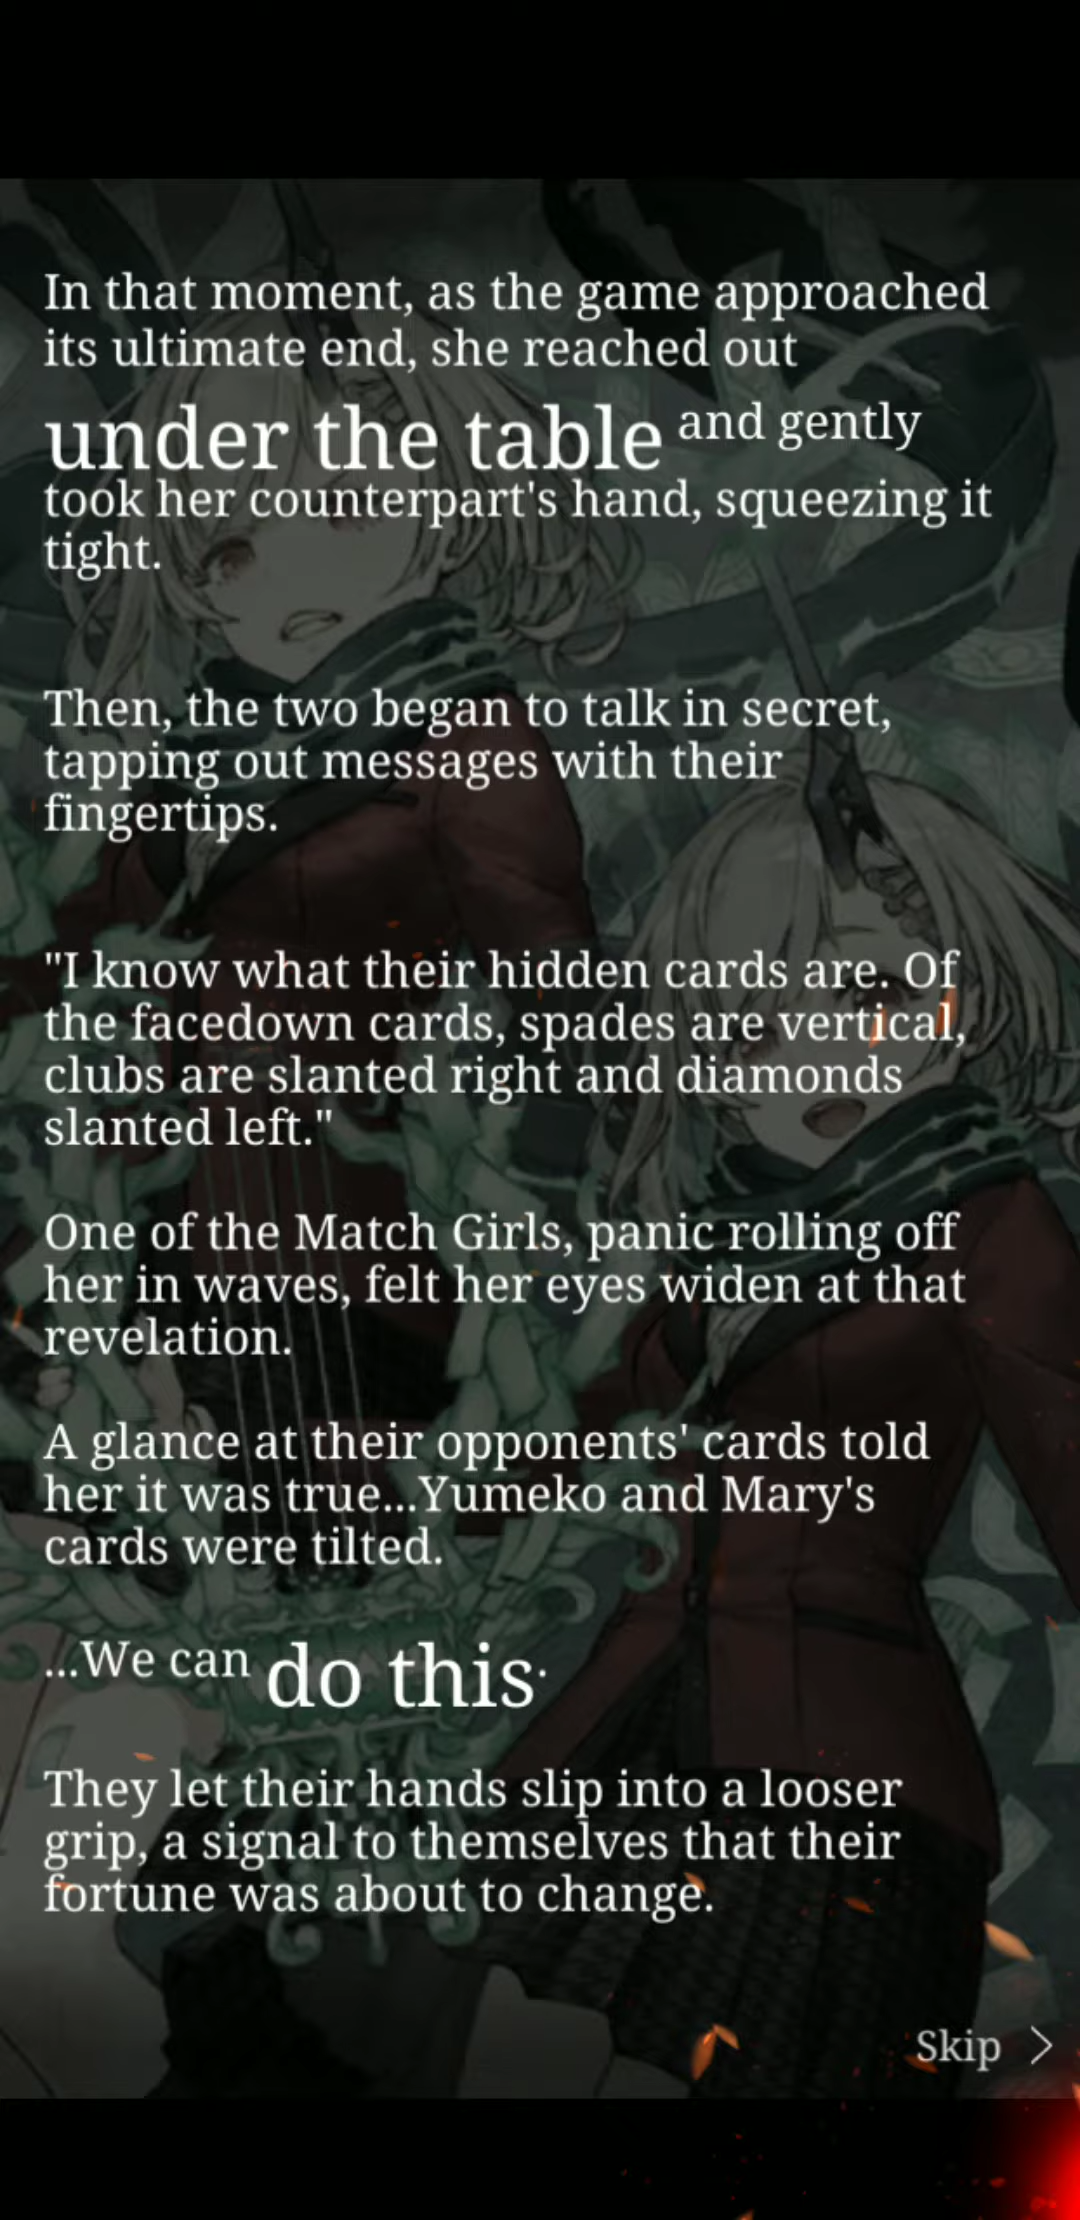 In that moment, as the game approached
its ultimate end, she reached out
under the table and gently
took her counterpart's hand, squeezing it
tight.
Then, the two began to talk in secret,
tapping out messages with their
fingertips.
"I know what their hidden cards are. Of
the facedown cards, spades are vertical,
clubs are slanted right and diamonds
slanted left."
One of the Match Girls, panic rolling off
her in waves, felt her eyes widen at that
revelation.
A glance at their opponents' cards told
her it was true...Yumeko and Mary's
cards were tilted.
...We can do this.
They let their hands slip into a looser
grip, a signal to themselves that their
fortune was about to change.
Skip >